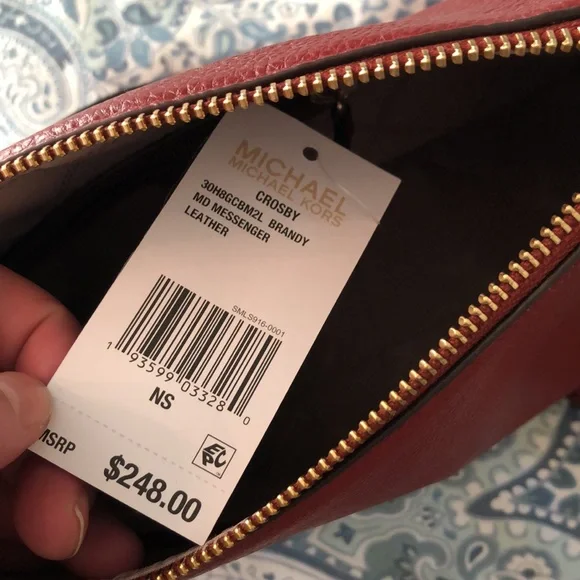 MICHAEL
MICHAEL KORS
CROSBY
30H8GCBM2L BRANDY
MD MESSENGER
LEATHER
SMLS916-0001
1 93599 03328 0
NS
EPC
MSRP
$248.00